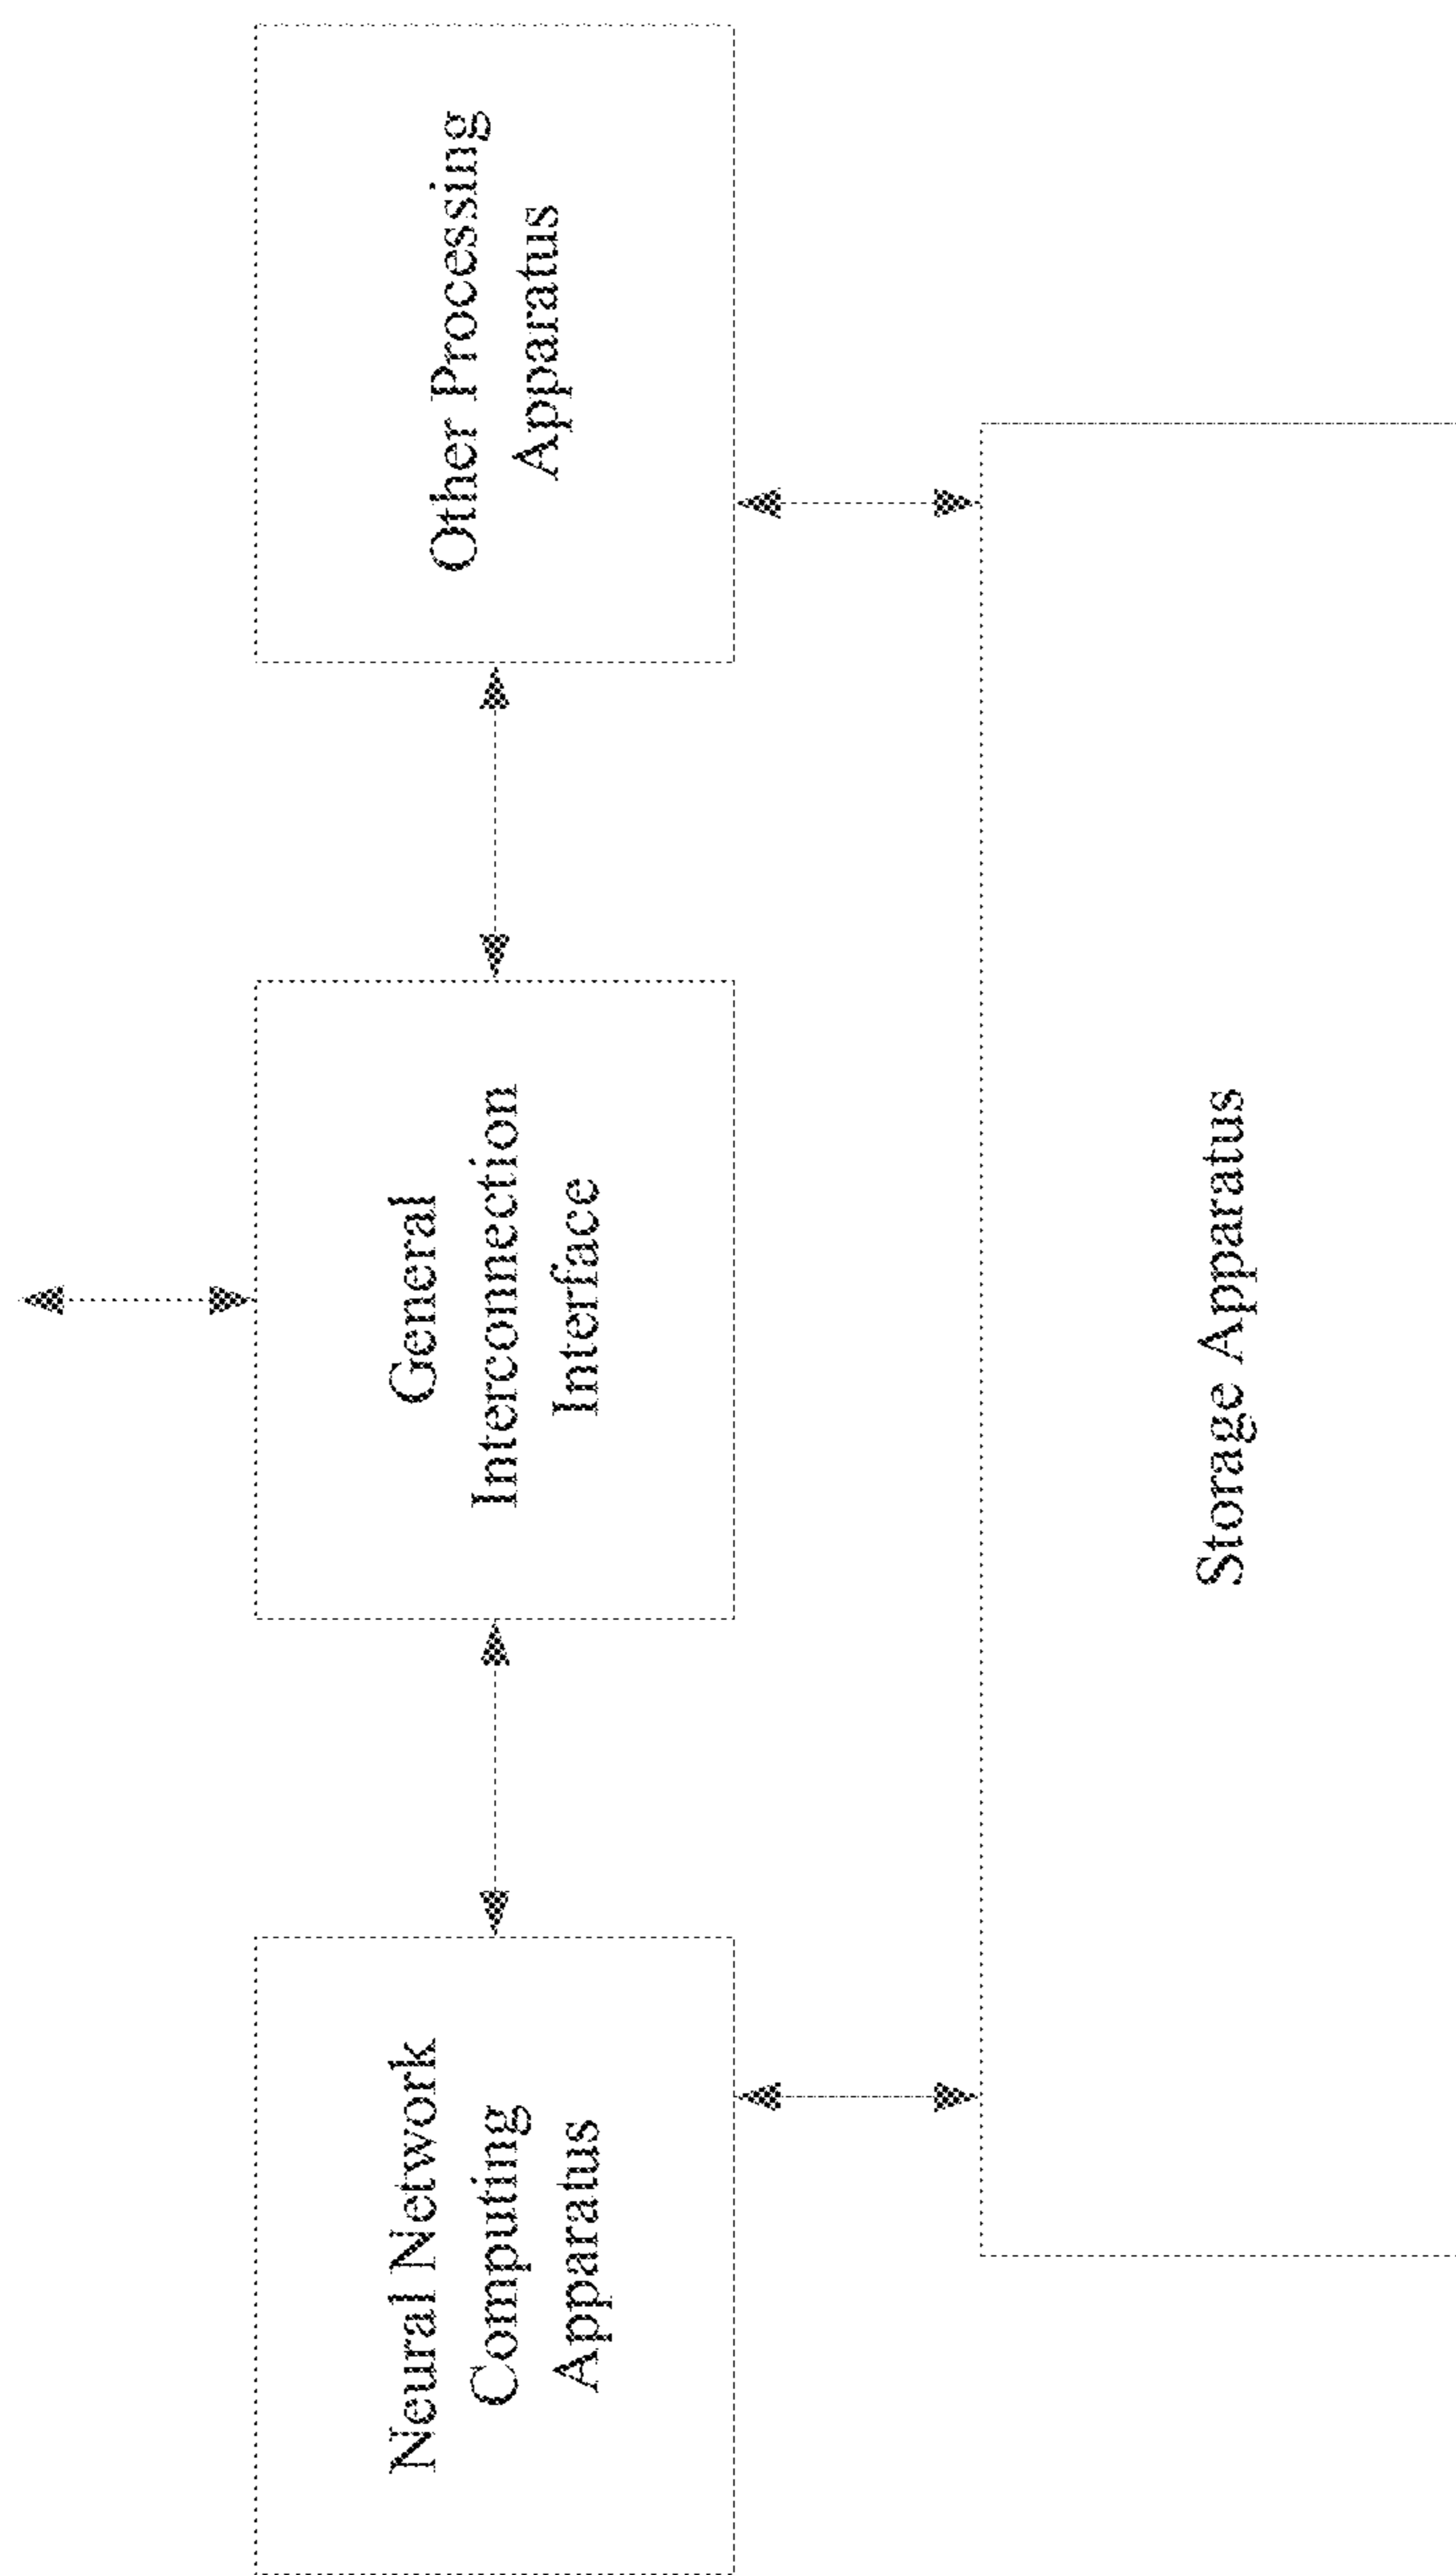 Neural Network
Computing
Apparatus
General
Interconnection
Interface
Other Processing
Apparatus
Storage Apparatus